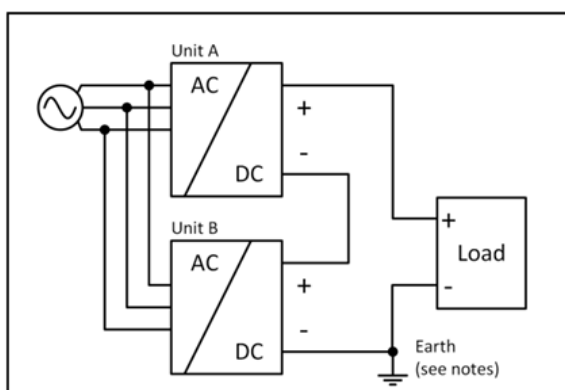 Unit A
AC
+
-
DC
Unit B
AC
+
-
DC
+
Load
-
Earth
(see notes)